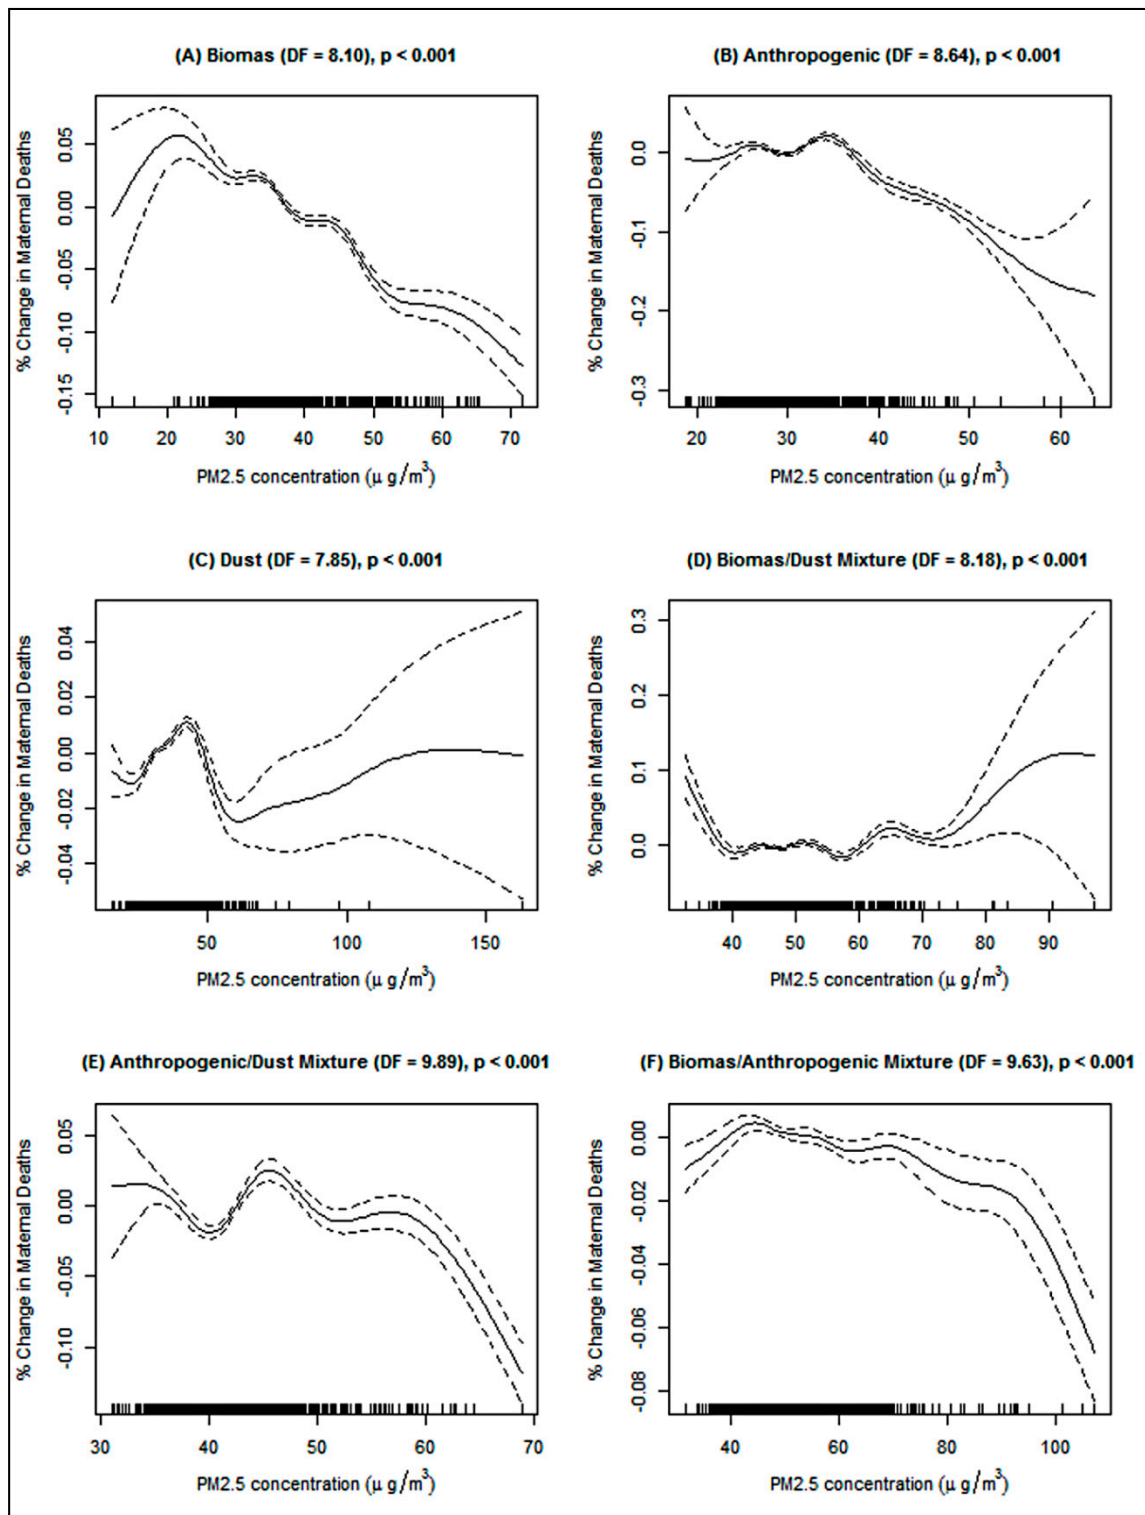 (A) Biomas (DF = 8.10), p < 0.001
% Change in Maternal Deaths
0.05
0.00
-0.05
-0.10
-0.15
10 20 30 40 50 60 70
PM2.5 concentration (μ g/m³)
(B) Anthropogenic (DF = 8.64), p < 0.001
% Change in Maternal Deaths
0.0
-0.1
-0.2
-0.3
20 30 40 50 60
PM2.5 concentration (μ g/m³)
(C) Dust (DF = 7.85), p < 0.001
% Change in Maternal Deaths
0.04
0.02
0.00
-0.02
-0.04
50 100 150
PM2.5 concentration (μ g/m³)
(D) Biomas/Dust Mixture (DF = 8.18), p < 0.001
% Change in Maternal Deaths
0.3
0.2
0.1
0.0
40 50 60 70 80 90
PM2.5 concentration (μ g/m³)
(E) Anthropogenic/Dust Mixture (DF = 9.89), p < 0.001
% Change in Maternal Deaths
0.05
0.00
-0.05
-0.10
30 40 50 60 70
PM2.5 concentration (μ g/m³)
(F) Biomas/Anthropogenic Mixture (DF = 9.63), p < 0.001
% Change in Maternal Deaths
0.00
-0.02
-0.04
-0.06
-0.08
40 60 80 100
PM2.5 concentration (μ g/m³)